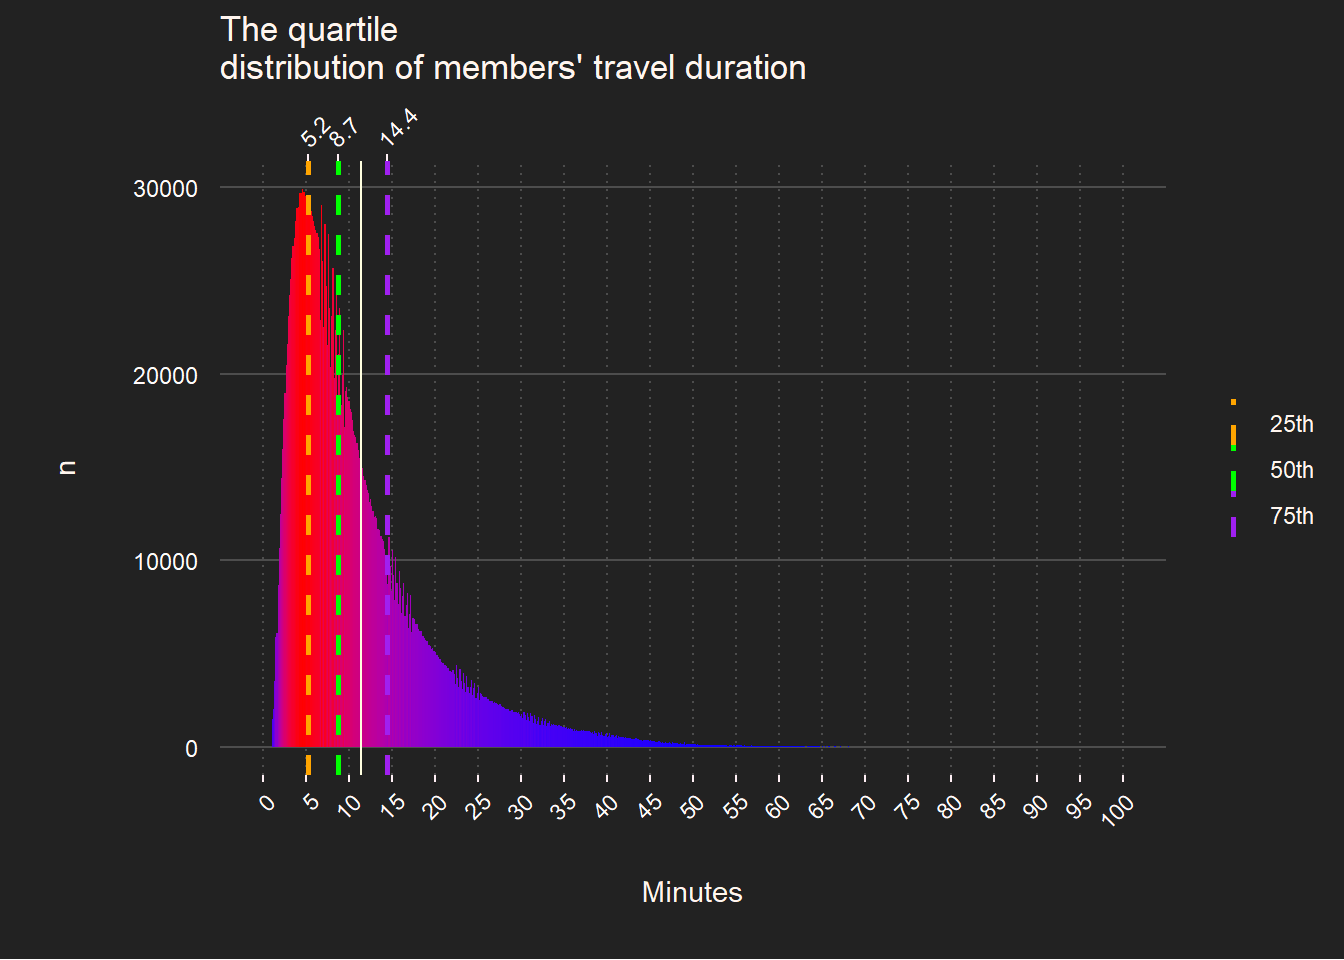 The quartile
distribution of members' travel duration
5.2 8.7 14.4
30000
20000
10000
0
n
25th
50th
75th
0 5 10 15 20 25 30 35 40 45 50 55 60 65 70 75 80 85 90 95 100
Minutes